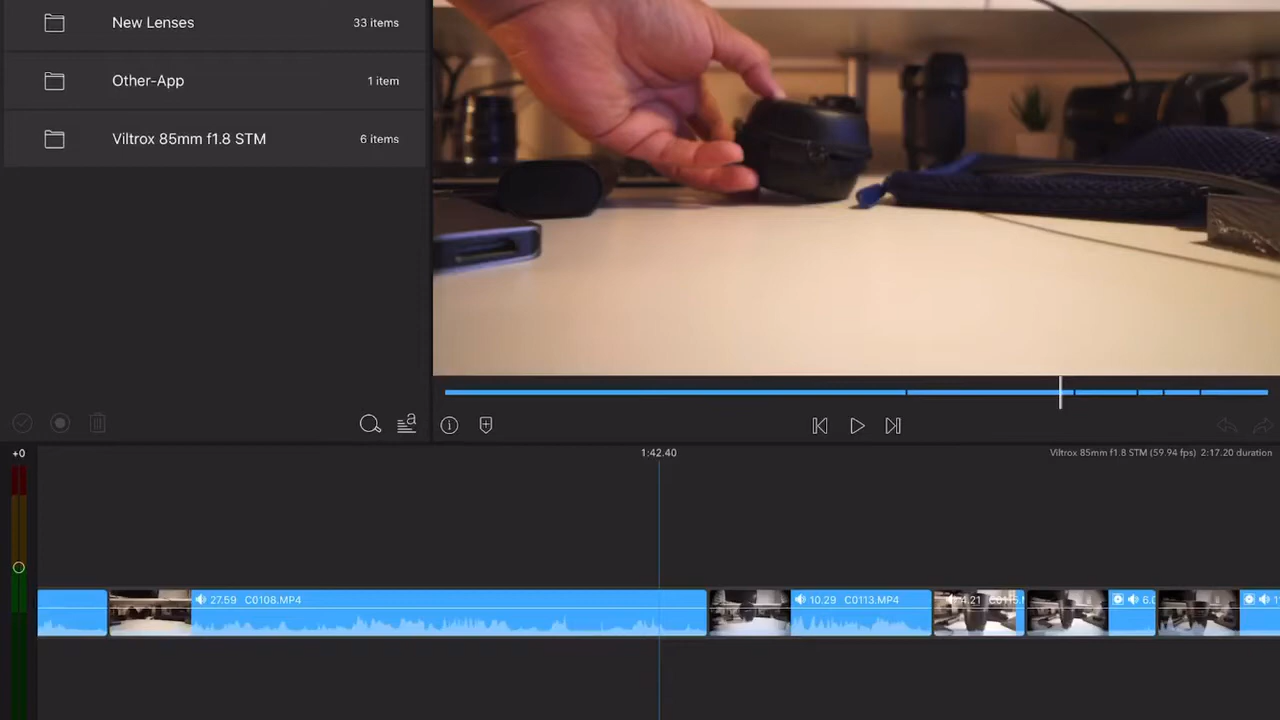 New Lenses 33 items
Other-App 1 item
Viltrox 85mm f1.8 STM 6 items
+0 1:42.40 Viltrox 85mm f1.8 STM (59.94 fps) 2:17.20 duration
27.59 C0108.MP4 10.29 C0113.MP4